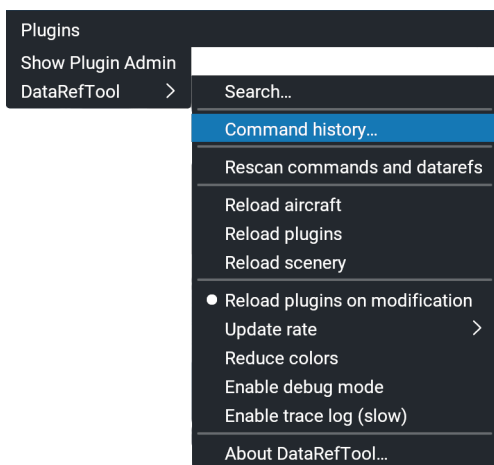 Plugins
Show Plugin Admin
DataRefTool
Search...
Command history...
Rescan commands and datarefs
Reload aircraft
Reload plugins
Reload scenery
Reload plugins on modification
Update rate
Reduce colors
Enable debug mode
Enable trace log (slow)
About DataRefTool...